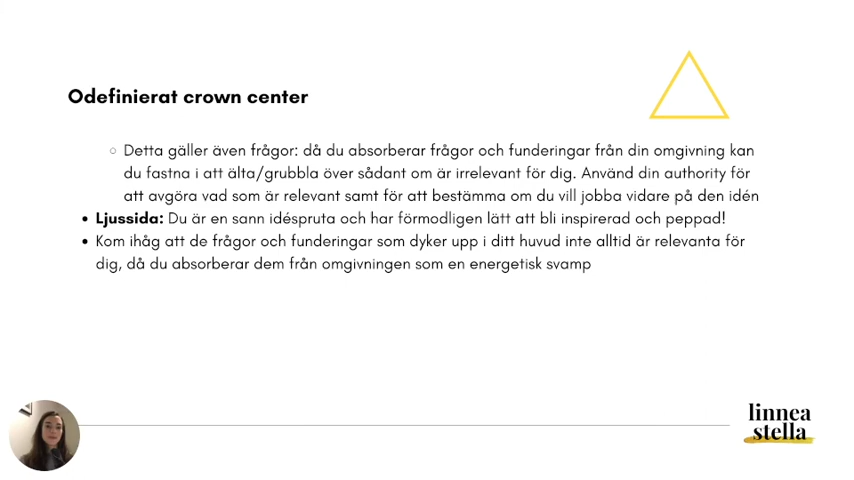 Odefinierat crown center
Detta gäller även frågor: då du absorberar frågor och funderingar från din omgivning kan
du fastna i att älta/grubbla över sådant om är irrelevant för dig. Använd din authority för
att avgöra vad som är relevant samt för att bestämma om du vill jobba vidare på den idén
Ljussida: Du är en sann idéspruta och har förmodligen lätt att bli inspirerad och peppad!
Kom ihåg att de frågor och funderingar som dyker upp i ditt huvud inte alltid är relevanta för
dig, då du absorberar dem från omgivningen som en energetisk svamp
linnea
stella